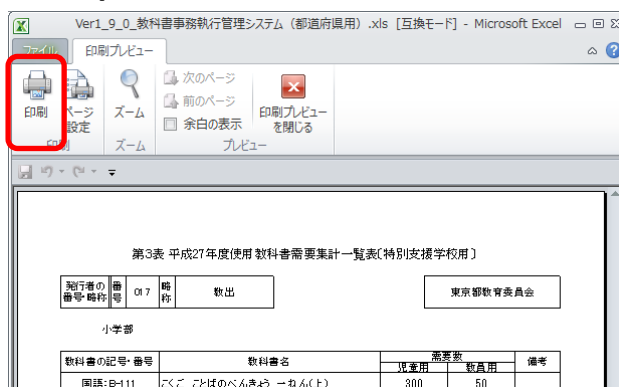 Ver1_9_0_教科書事務執行管理システム（都道府県用）.xls [互換モード] - Microsoft Excel
ファイル 印刷プレビュー
印刷 ページ設定 ズーム
次のページ
前のページ
余白の表示
印刷プレビューを閉じる
印刷 ズーム プレビュー
第3表 平成27年度使用 教科書需要集計一覧表〔特別支援学校用〕
発行者の番号・略称 番号 017 略称 教出 東京都教育委員会
小学部
教科書の記号・番号 教科書名 需要数 備考
児童用 教員用
国語:B-111 こくご ことばのべんきょう 一ねん(上) 300 50